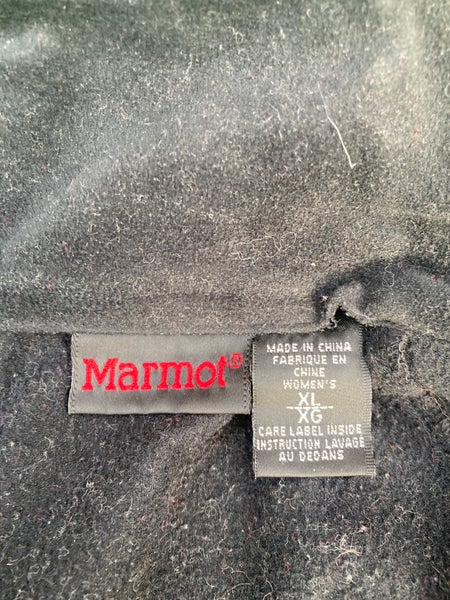 Marmot®
MADE IN CHINA
FABRIQUE EN
CHINE
WOMEN'S
XL
XG
CARE LABEL INSIDE
INSTRUCTION LAVAGE
AU DEDANS